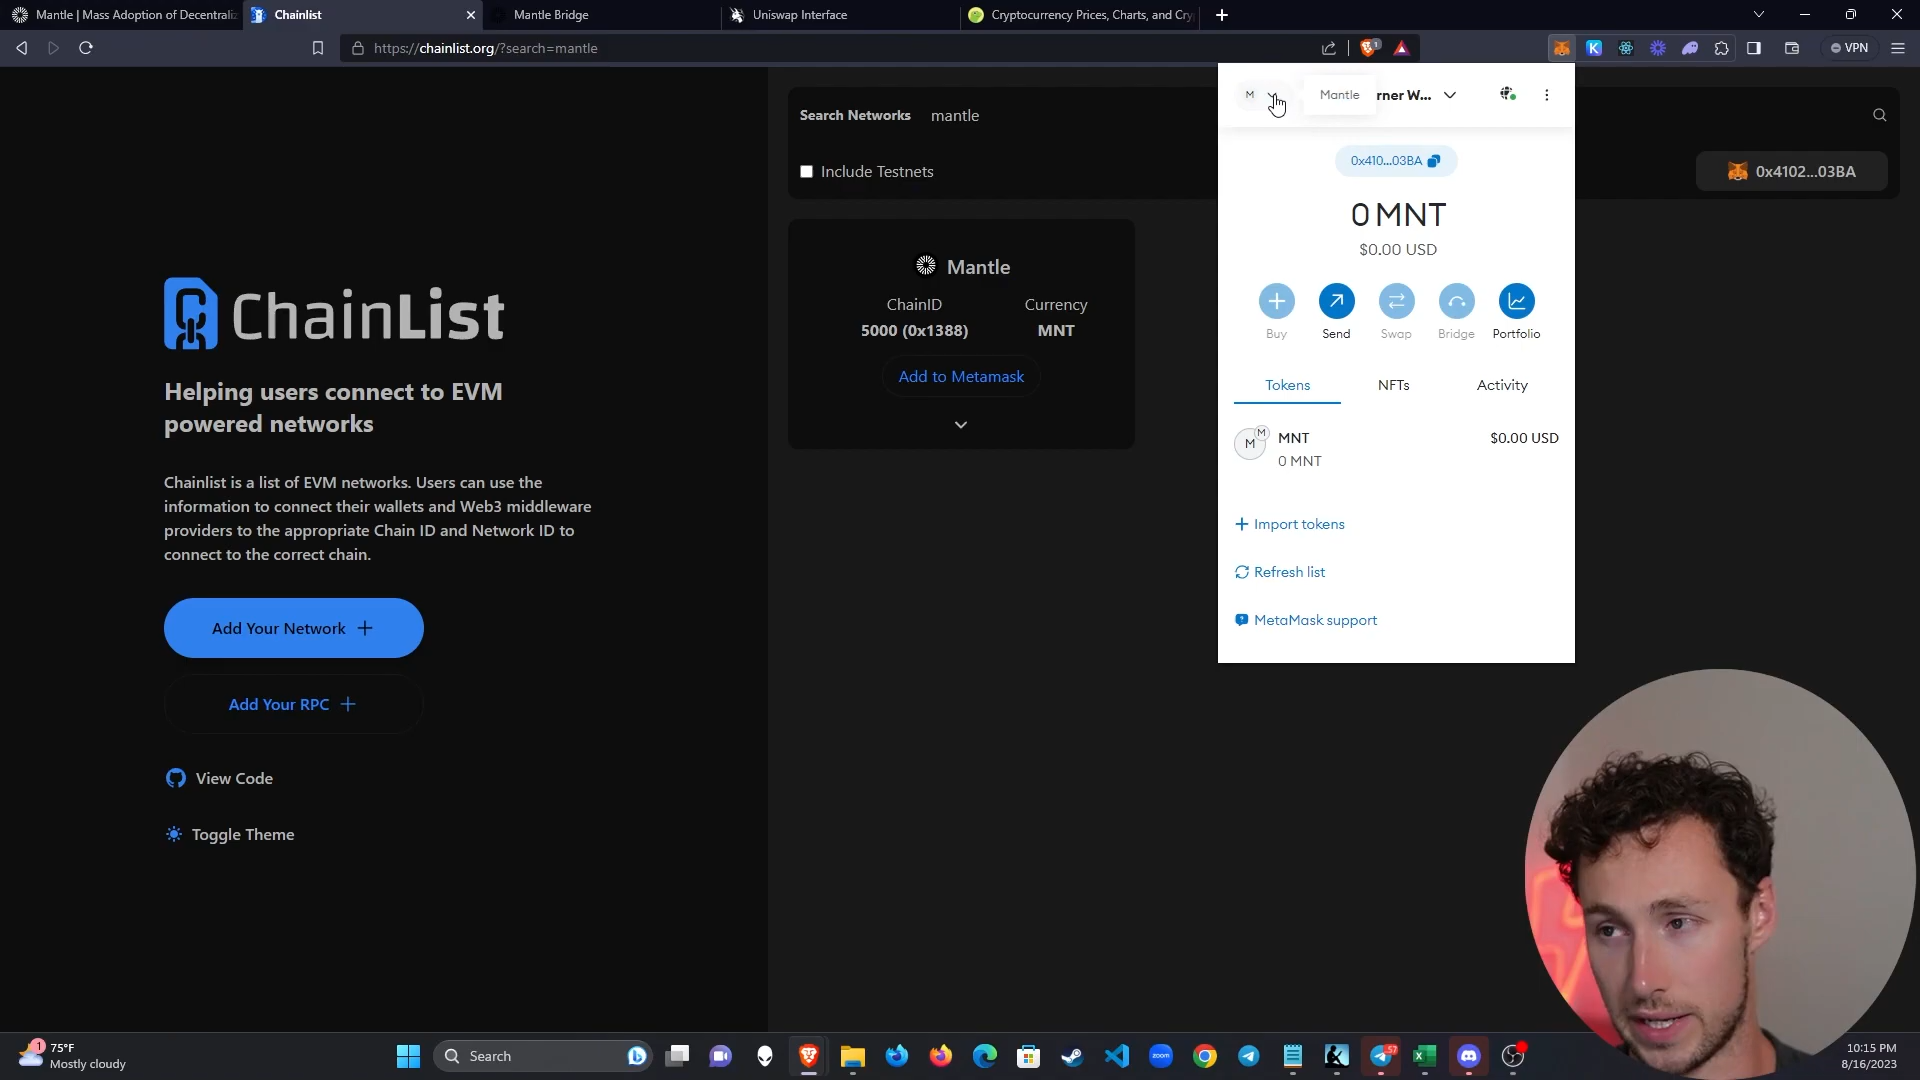 Mantle | Mass Adoption of Decentrali
Chainlist
Mantle Bridge
Uniswap Interface
Cryptocurrency Prices, Charts, and Cry
https://chainlist.org/?search=mantle
1
K
VPN
M
Mantle
rner W...
Search Networks
mantle
Include Testnets
0x4102...03BA
0x410...03BA
0 MNT
$0.00 USD
Buy
Send
Swap
Bridge
Portfolio
Tokens
NFTs
Activity
M
M
MNT
$0.00 USD
0 MNT
+ Import tokens
Refresh list
MetaMask support
Mantle
ChainID
Currency
5000 (0x1388)
MNT
Add to Metamask
ChainList
Helping users connect to EVM
powered networks
Chainlist is a list of EVM networks. Users can use the
information to connect their wallets and Web3 middleware
providers to the appropriate Chain ID and Network ID to
connect to the correct chain.
Add Your Network +
Add Your RPC +
View Code
Toggle Theme
1
75°F
Mostly cloudy
Search
zoom
57
10:15 PM
8/16/2023